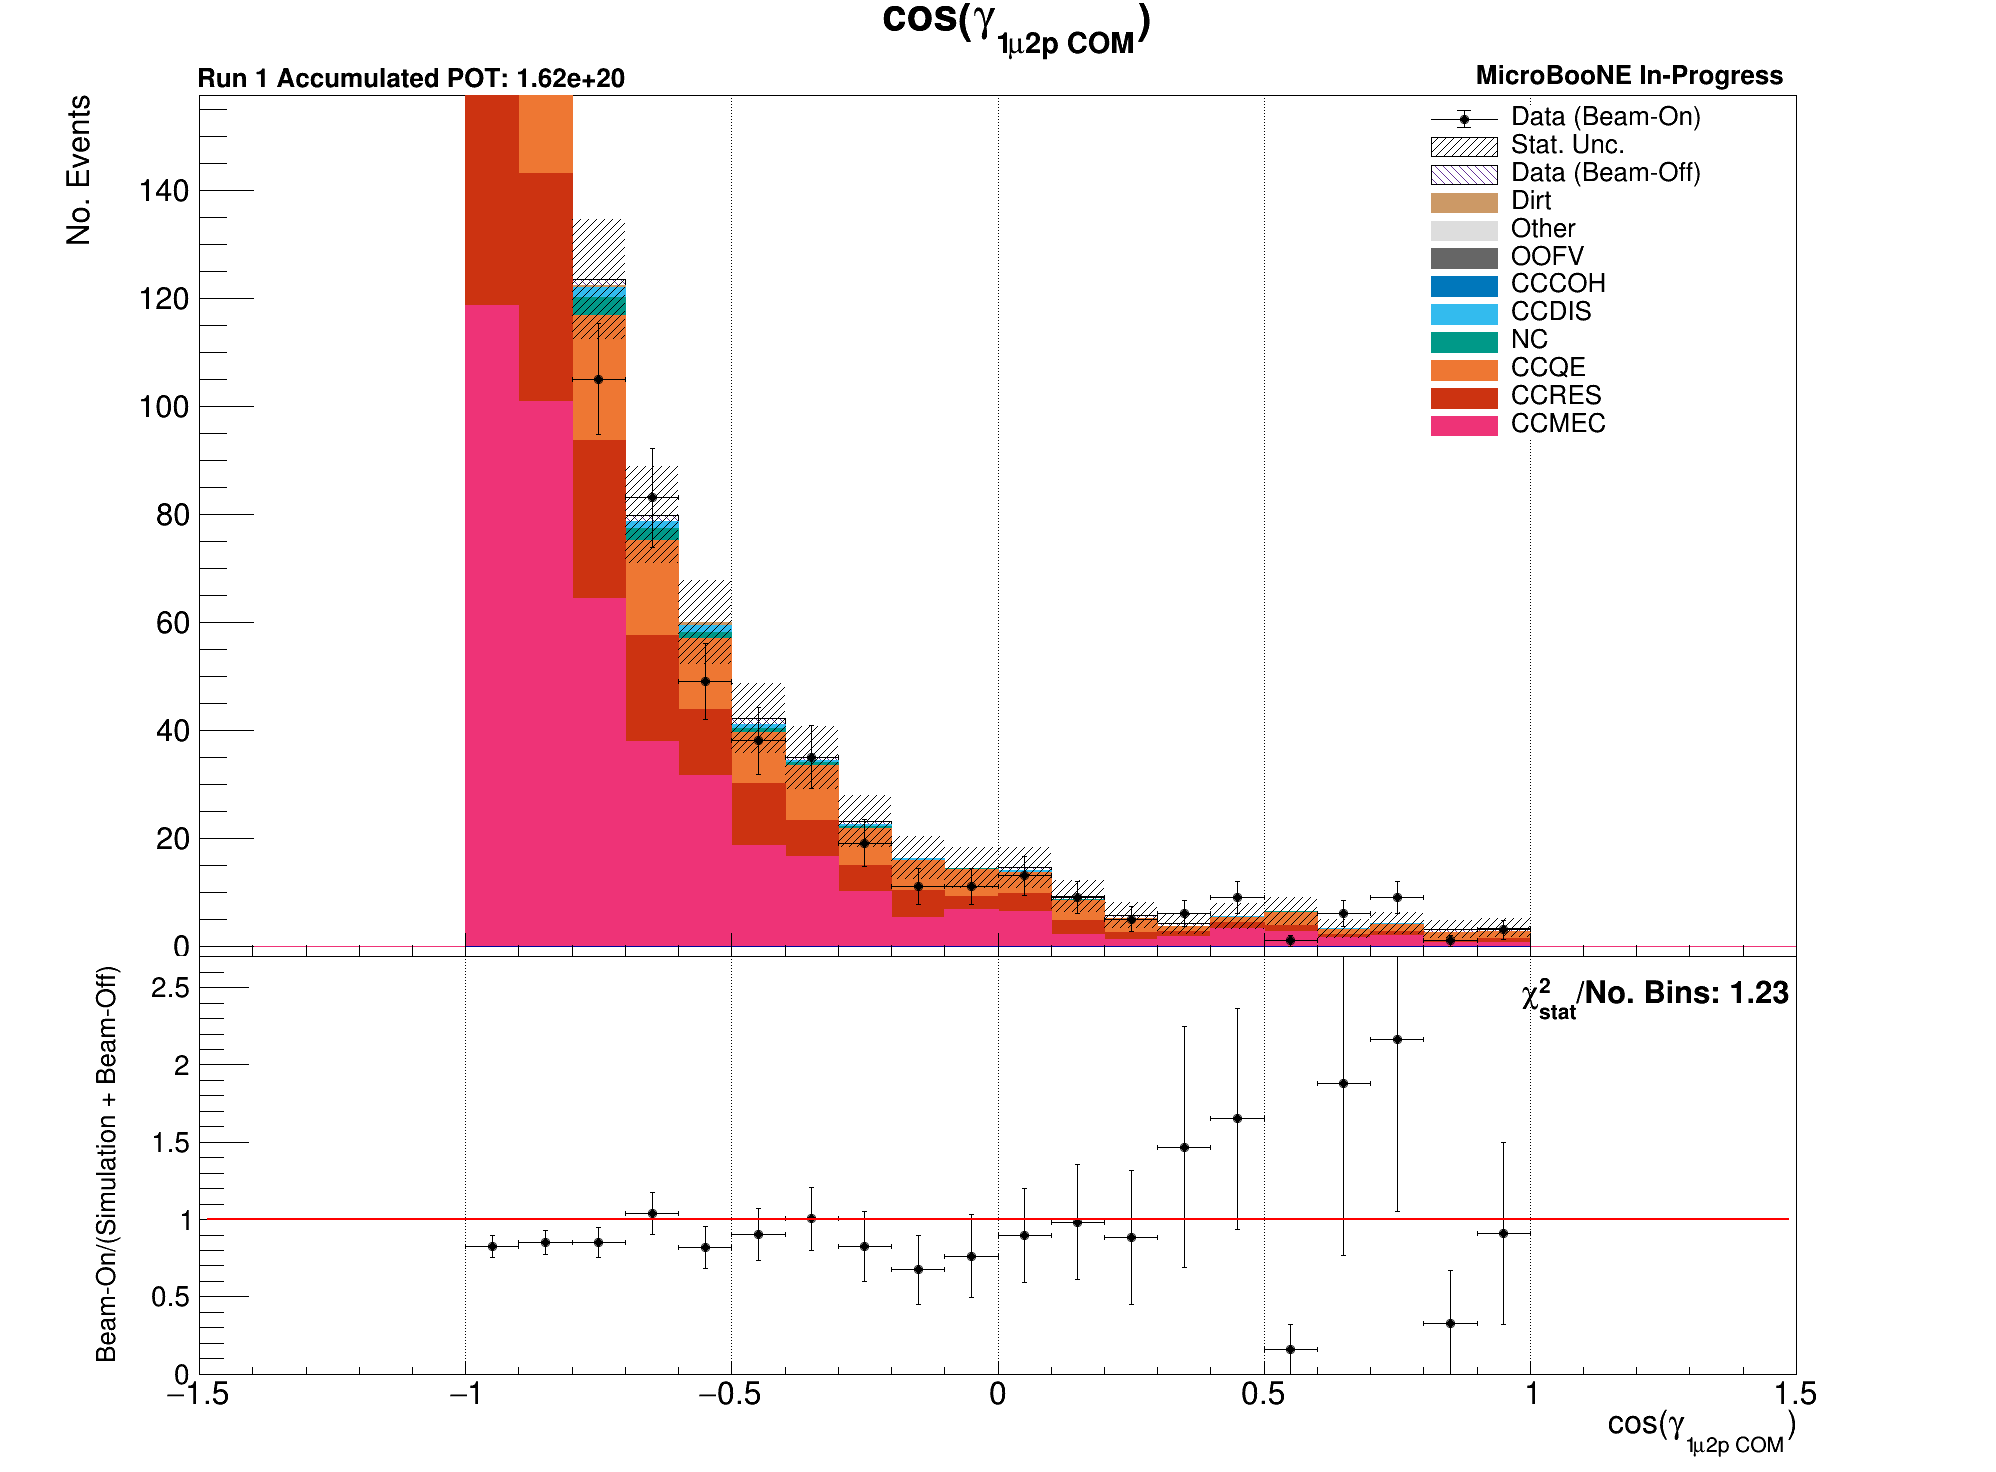 cos(γ1μ2p COM)
Run 1 Accumulated POT: 1.62e+20
MicroBooNE In-Progress
No. Events
140
120
100
80
60
40
20
0
Data (Beam-On)
Stat. Unc.
Data (Beam-Off)
Dirt
Other
OOFV
CCCOH
CCDIS
NC
CCQE
CCRES
CCMEC
Beam-On/(Simulation + Beam-Off)
2.5
2
1.5
1
0.5
0
χ2stat/No. Bins: 1.23
−1.5 −1 −0.5 0 0.5 1 1.5
cos(γ1μ2p COM)